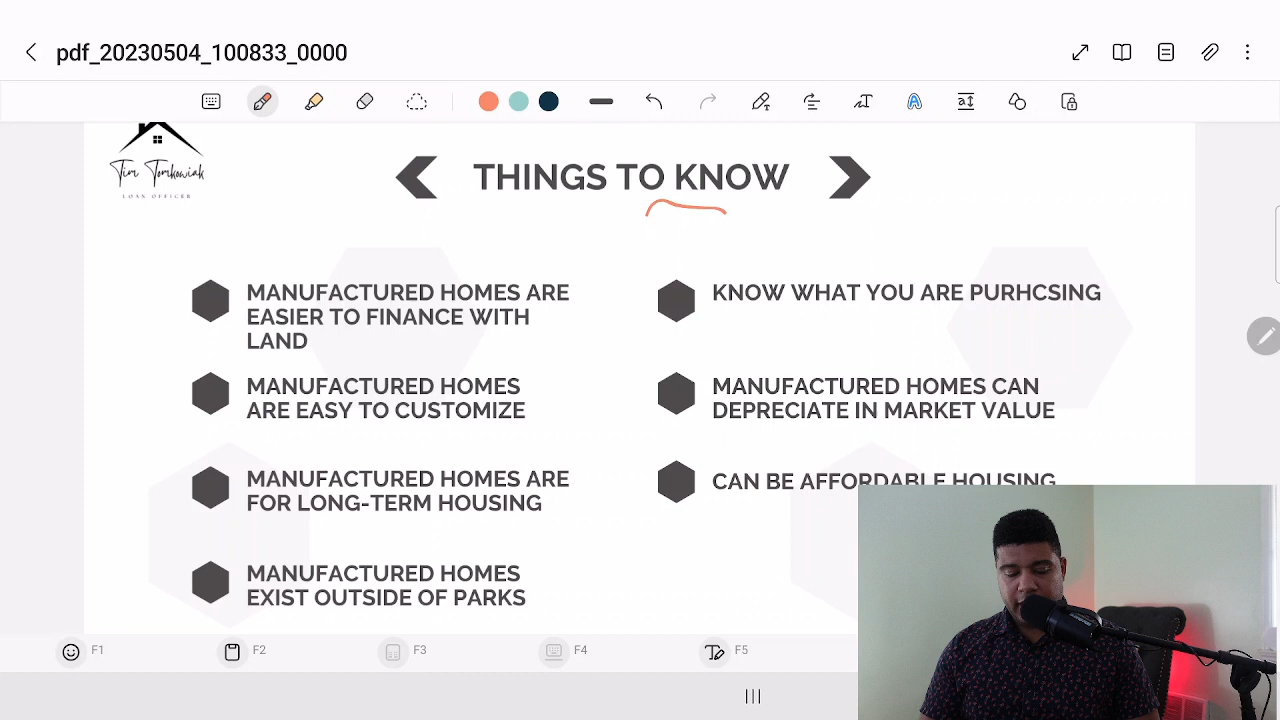 pdf_20230504_100833_0000
Tim Tomkowiak
LOAN OFFICER
THINGS TO KNOW
MANUFACTURED HOMES ARE
EASIER TO FINANCE WITH
LAND
MANUFACTURED HOMES
ARE EASY TO CUSTOMIZE
MANUFACTURED HOMES ARE
FOR LONG-TERM HOUSING
MANUFACTURED HOMES
EXIST OUTSIDE OF PARKS
KNOW WHAT YOU ARE PURHCSING
MANUFACTURED HOMES CAN
DEPRECIATE IN MARKET VALUE
CAN BE AFFORDABLE HOUSING
F1
F2
F3
F4
F5